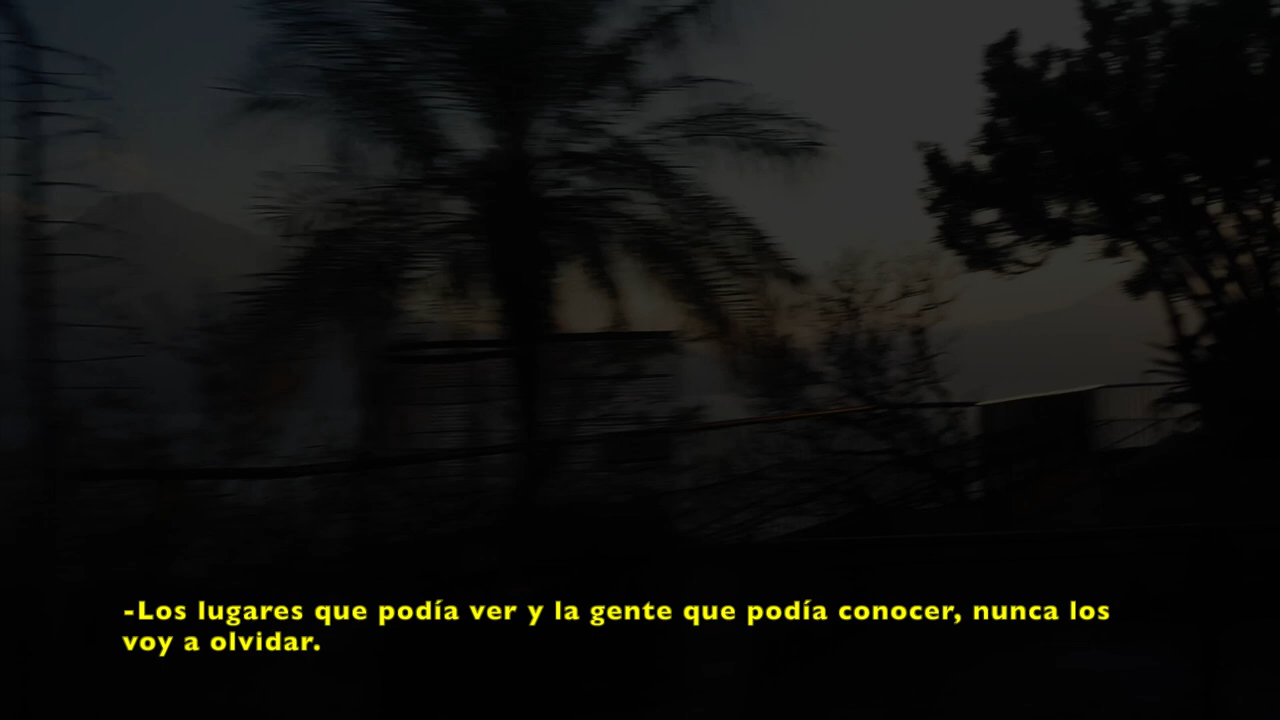 -Los lugares que podía ver y la gente que podía conocer, nunca los
voy a olvidar.